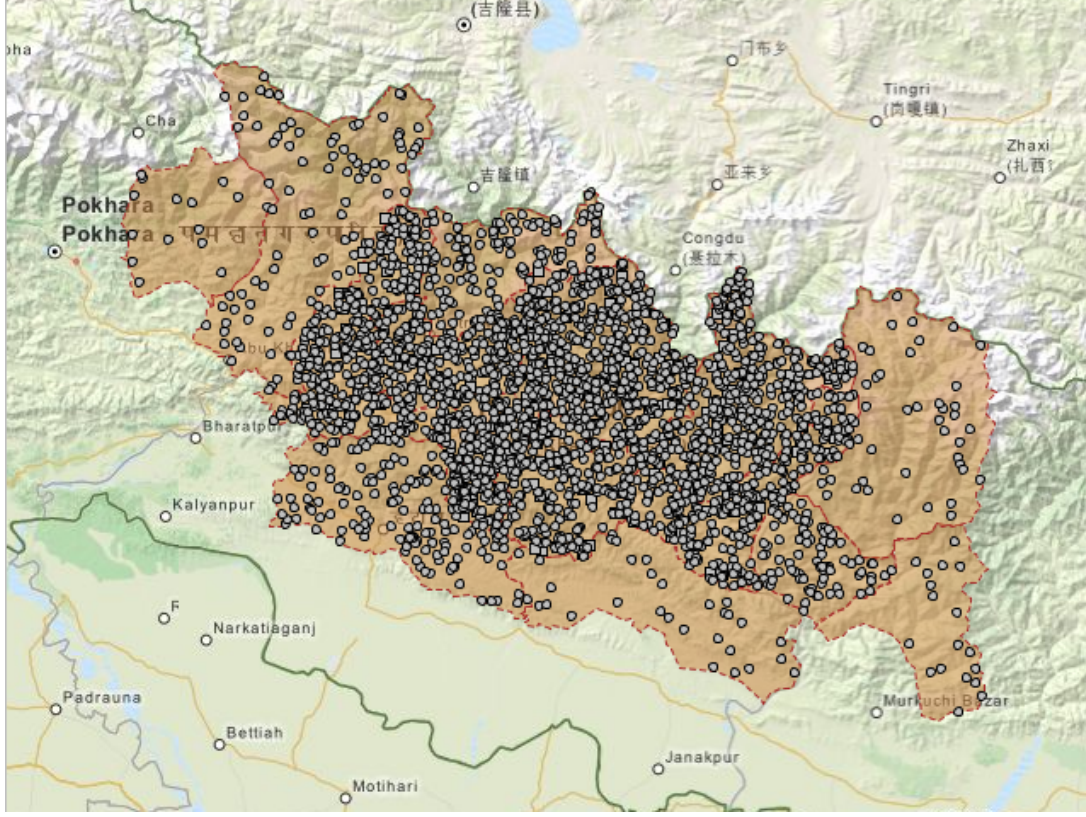 (吉隆县)
oha
门布乡
Tingri
(岗嘎镇)
Cha
Zhaxi
(扎西
吉隆镇
亚来乡
Pokhara
Pokhara
Congdu
(聂拉木)
Bharatpur
Kalyanpur
Narkatiaganj
Padrauna
Murkuchi Bazar
Bettiah
Janakpur
Motihari